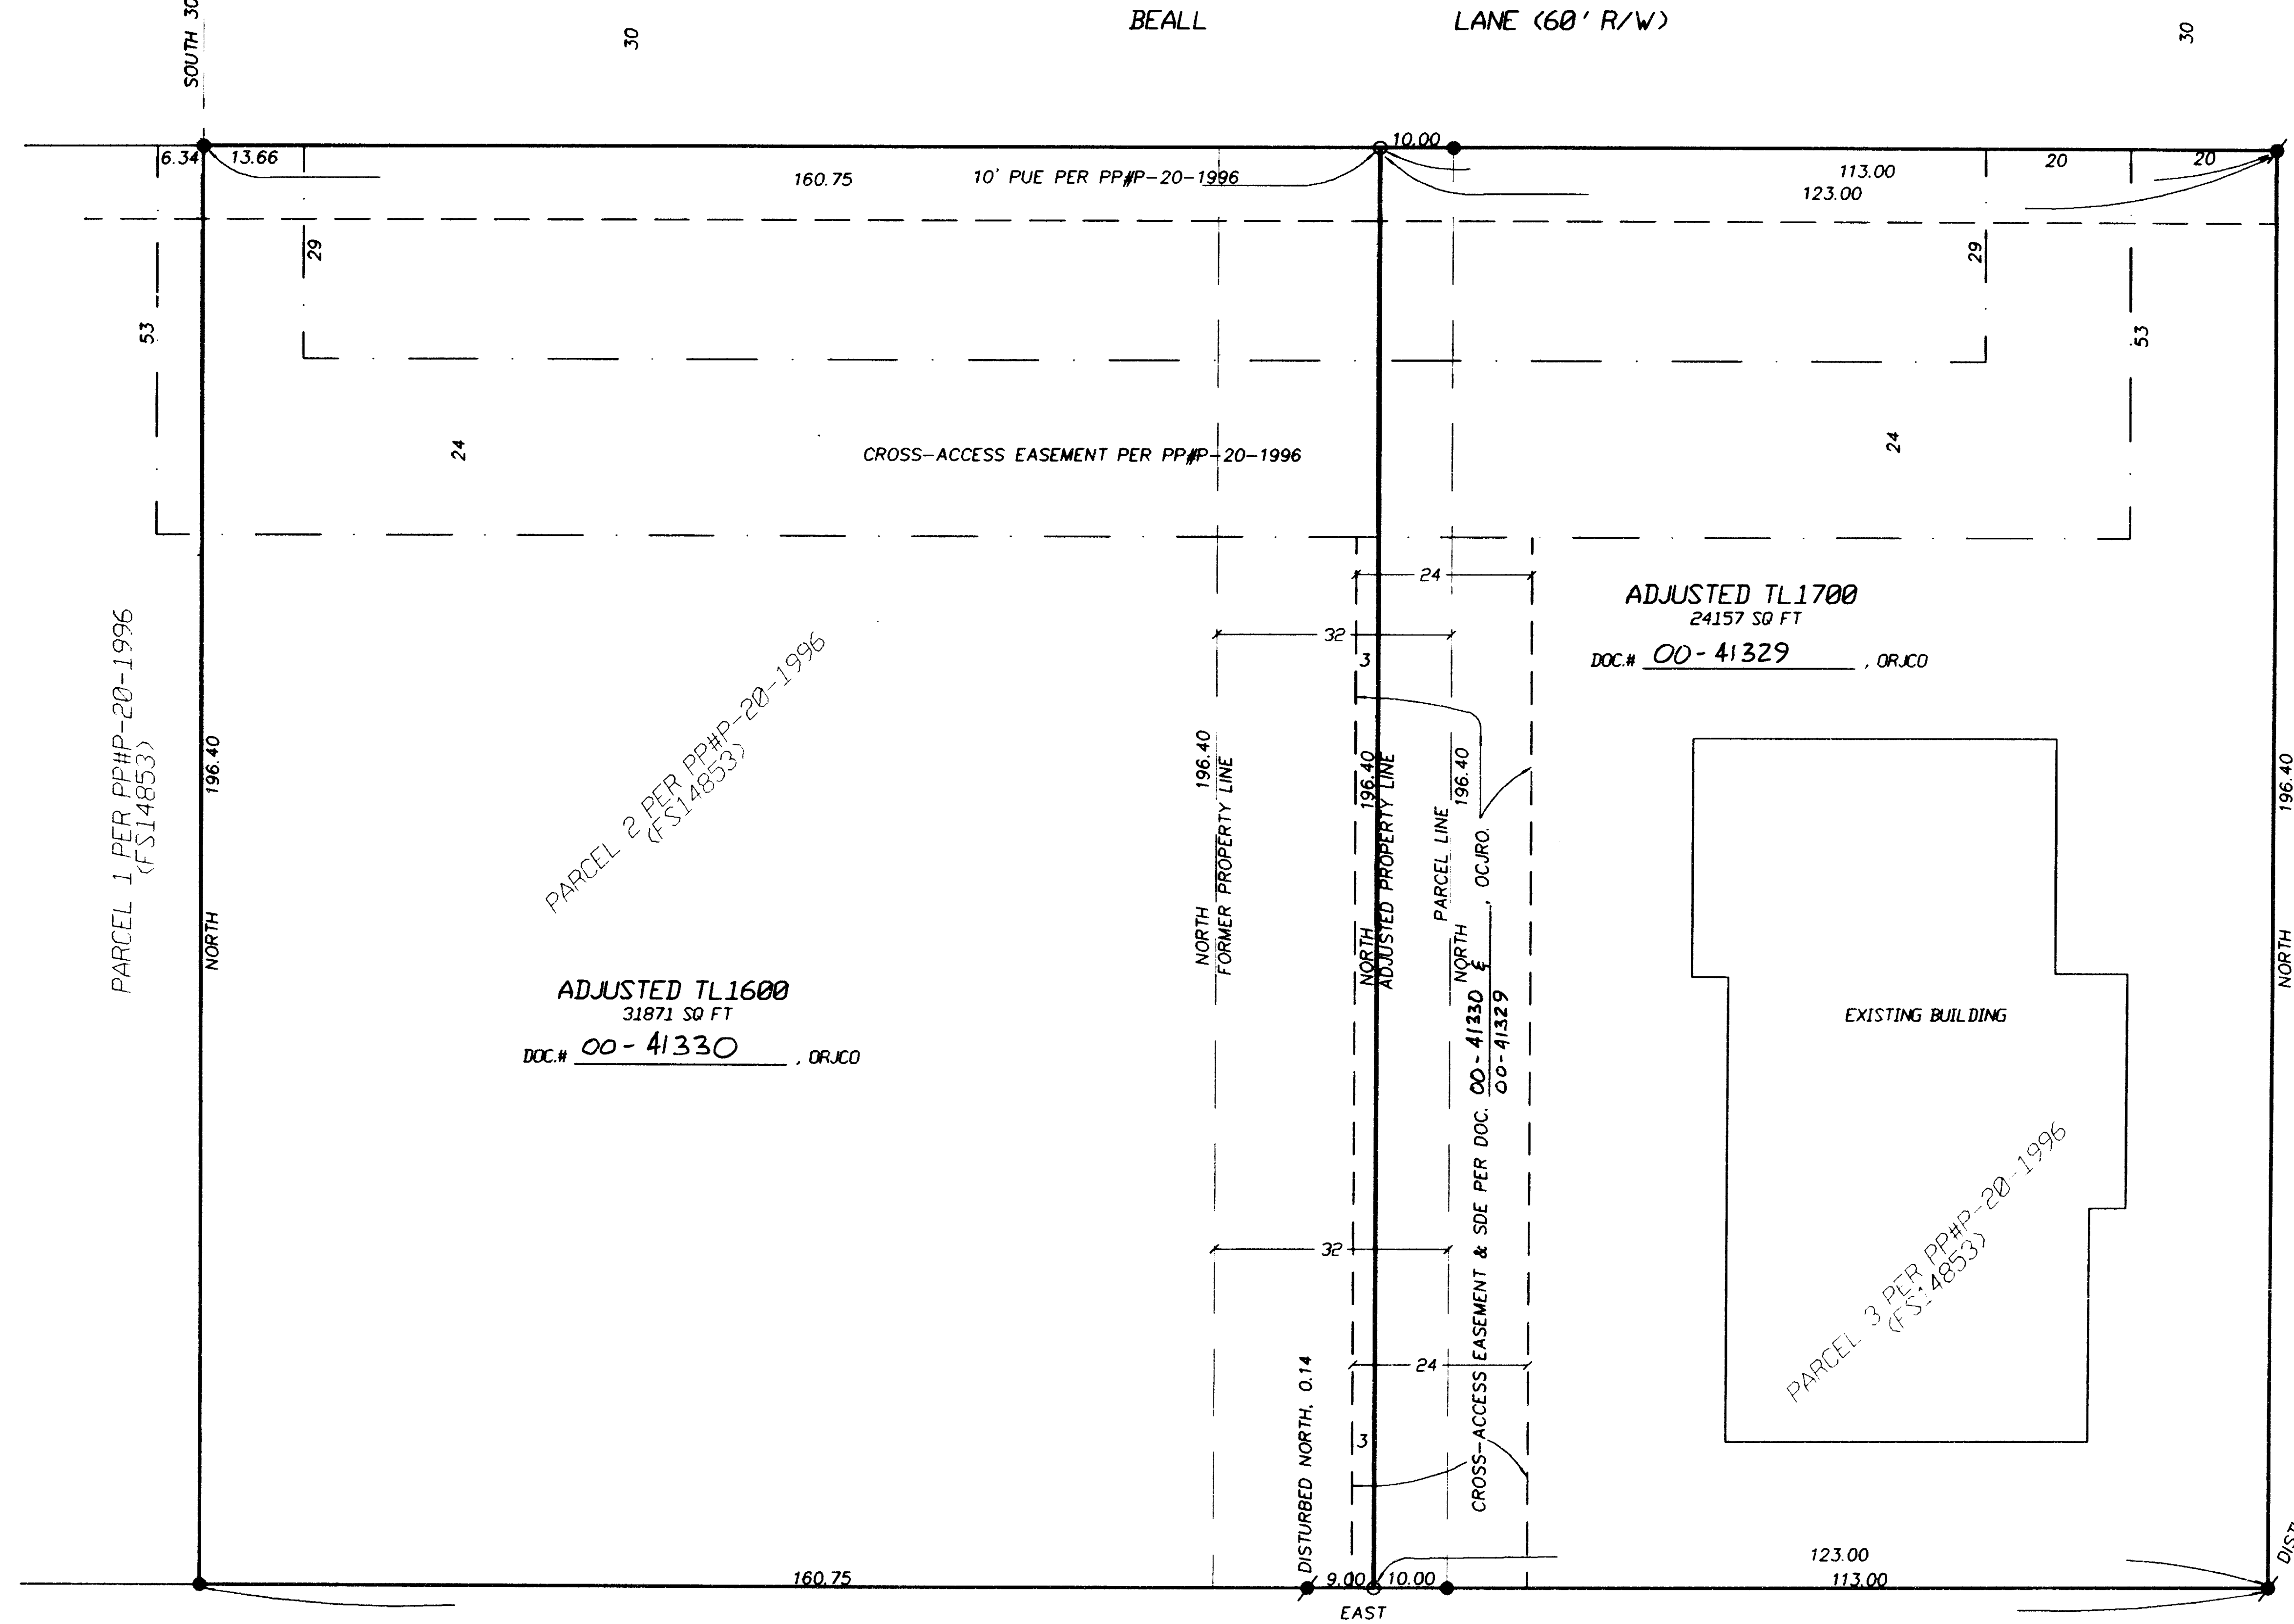 BEALL LANE (60' R/W)
SOUTH 30
30
30
6.34
13.66
160.75
10' PUE PER PP#P-20-1996
10.00
113.00
123.00
20
20
29
29
53
53
24
24
CROSS-ACCESS EASEMENT PER PP#P-20-1996
24
32
3
ADJUSTED TL1700
24157 SQ FT
DOC.# 00-41329 , ORJCO
PARCEL 1 PER PP#P-20-1996
(FS14853)
NORTH 196.40
PARCEL 2 PER PP#P-20-1996
(FS14853)
NORTH 196.40
FORMER PROPERTY LINE
NORTH 196.40
ADJUSTED PROPERTY LINE
PARCEL LINE
NORTH 196.40
CROSS-ACCESS EASEMENT & SDE PER DOC. 00-41330 & , OCJRO.
00-41329
NORTH 196.40
ADJUSTED TL1600
31871 SQ FT
DOC.# 00-41330 , ORJCO
EXISTING BUILDING
PARCEL 3 PER PP#P-20-1996
(FS14853)
32
24
3
DISTURBED NORTH, 0.14
160.75
9.00
10.00
123.00
113.00
EAST